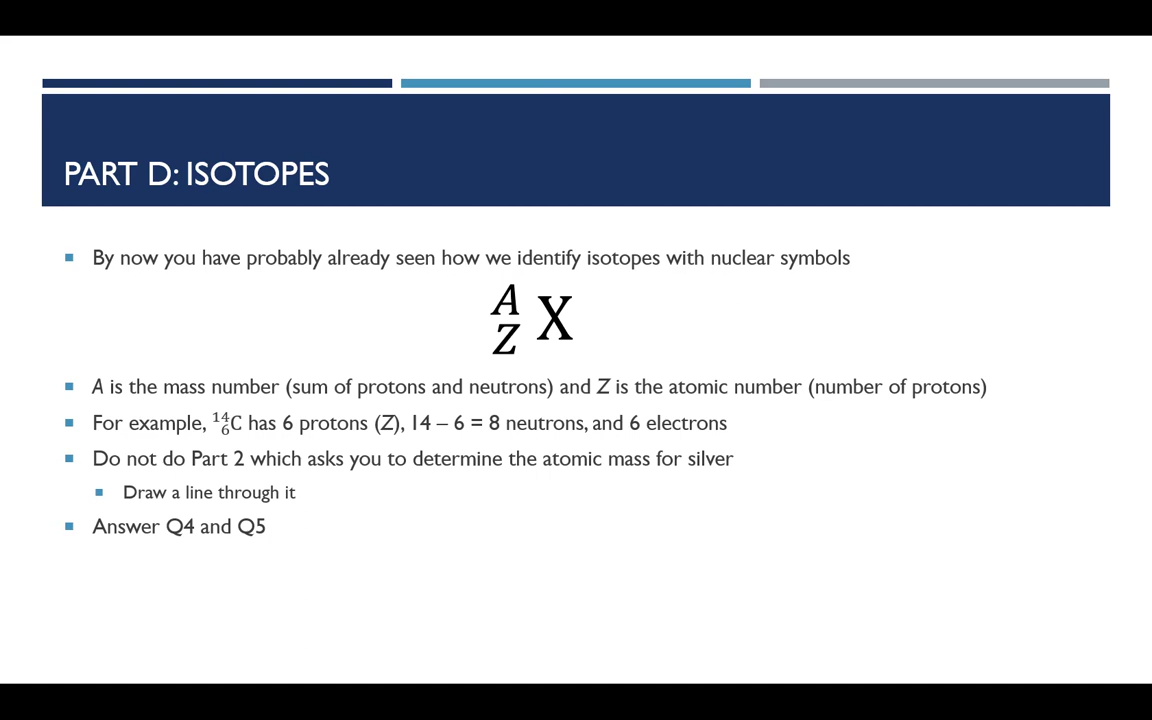 PART D: ISOTOPES
By now you have probably already seen how we identify isotopes with nuclear symbols
A
Z X
A is the mass number (sum of protons and neutrons) and Z is the atomic number (number of protons)
For example, ¹⁴₆C has 6 protons (Z), 14 – 6 = 8 neutrons, and 6 electrons
Do not do Part 2 which asks you to determine the atomic mass for silver
Draw a line through it
Answer Q4 and Q5